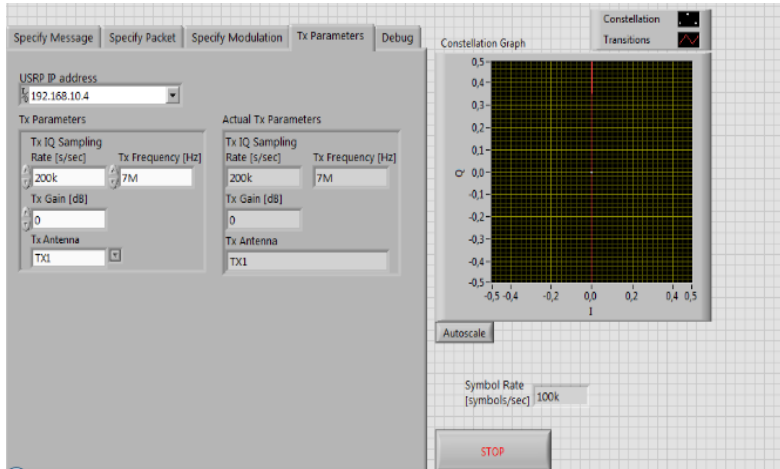 Specify Message Specify Packet Specify Modulation Tx Parameters Debug
USRP IP address
192.168.10.4
Tx Parameters
Tx IQ Sampling
Rate [s/sec] Tx Frequency [Hz]
200k 7M
Tx Gain [dB]
0
Tx Antenna
TX1
Actual Tx Parameters
Tx IQ Sampling
Rate [s/sec] Tx Frequency [Hz]
200k 7M
Tx Gain [dB]
0
Tx Antenna
TX1
Constellation
Transitions
Constellation Graph
0,5
0,4
0,3
0,2
0,1
0,0
-0,1
-0,2
-0,3
-0,4
-0,5
Q
-0,5 -0,4 -0,2 0,0 0,2 0,4 0,5
I
Autoscale
Symbol Rate
[symbols/sec] 100k
STOP